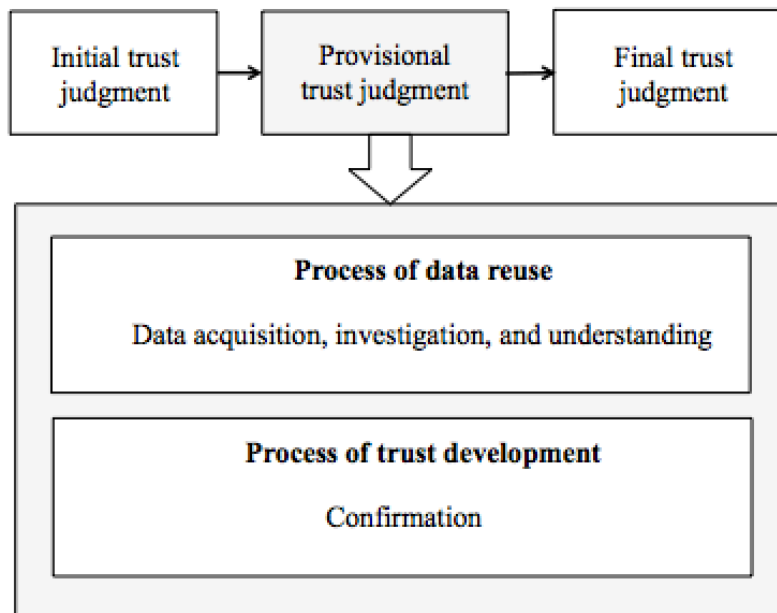 Initial trust
judgment
Provisional
trust judgment
Final trust
judgment
Process of data reuse
Data acquisition, investigation, and understanding
Process of trust development
Confirmation